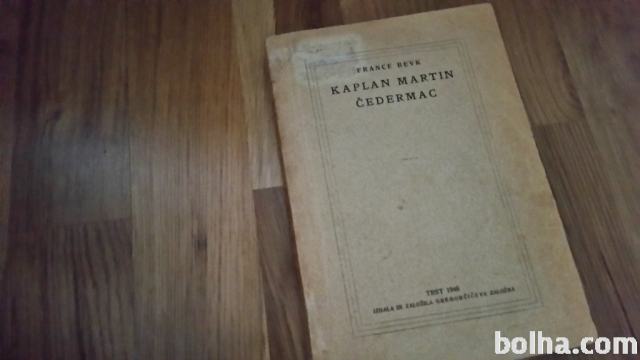 FRANCE BEVK
KAPLAN MARTIN
ČEDERMAC
TRST 1946
IZDALA IN ZALOŽILA GREGORČIČEVA ZALOŽBA
bolha.com